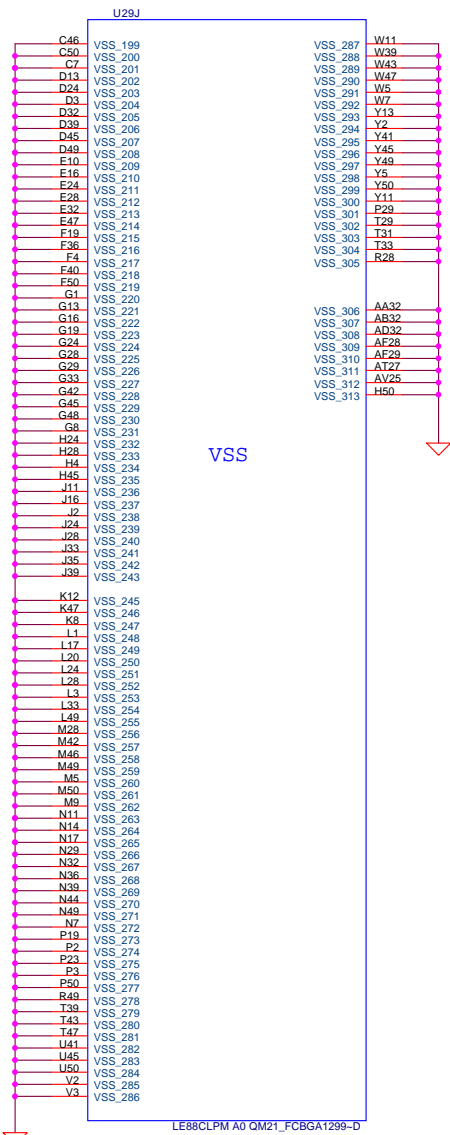 U29J
C46 VSS_199 VSS_287 W11
C50 VSS_200 VSS_288 W39
C7 VSS_201 VSS_289 W43
D13 VSS_202 VSS_290 W47
D24 VSS_203 VSS_291 W5
D3 VSS_204 VSS_292 W7
D32 VSS_205 VSS_293 Y13
D39 VSS_206 VSS_294 Y2
D45 VSS_207 VSS_295 Y41
D49 VSS_208 VSS_296 Y45
E10 VSS_209 VSS_297 Y49
E16 VSS_210 VSS_298 Y5
E24 VSS_211 VSS_299 Y50
E28 VSS_212 VSS_300 Y11
E32 VSS_213 VSS_301 P29
E47 VSS_214 VSS_302 T29
F19 VSS_215 VSS_303 T31
F36 VSS_216 VSS_304 T33
F4 VSS_217 VSS_305 R28
F40 VSS_218
F50 VSS_219
G1 VSS_220
G13 VSS_221 VSS_306 AA32
G16 VSS_222 VSS_307 AB32
G19 VSS_223 VSS_308 AD32
G24 VSS_224 VSS_309 AF28
G28 VSS_225 VSS_310 AF29
G29 VSS_226 VSS_311 AT27
G33 VSS_227 VSS_312 AV25
G42 VSS_228 VSS_313 H50
G45 VSS_229
G48 VSS_230
G8 VSS_231
H24 VSS_232
H28 VSS_233
VSS
H4 VSS_234
H45 VSS_235
J11 VSS_236
J16 VSS_237
J2 VSS_238
J24 VSS_239
J28 VSS_240
J33 VSS_241
J35 VSS_242
J39 VSS_243
K12 VSS_245
K47 VSS_246
K8 VSS_247
L1 VSS_248
L17 VSS_249
L20 VSS_250
L24 VSS_251
L28 VSS_252
L3 VSS_253
L33 VSS_254
L49 VSS_255
M28 VSS_256
M42 VSS_257
M46 VSS_258
M49 VSS_259
M5 VSS_260
M50 VSS_261
M9 VSS_262
N11 VSS_263
N14 VSS_264
N17 VSS_265
N29 VSS_266
N32 VSS_267
N36 VSS_268
N39 VSS_269
N44 VSS_270
N49 VSS_271
N7 VSS_272
P19 VSS_273
P2 VSS_274
P23 VSS_275
P3 VSS_276
P50 VSS_277
R49 VSS_278
T39 VSS_279
T43 VSS_280
T47 VSS_281
U41 VSS_282
U45 VSS_283
U50 VSS_284
V2 VSS_285
V3 VSS_286
LE88CLPM A0 QM21_FCBGA1299~D